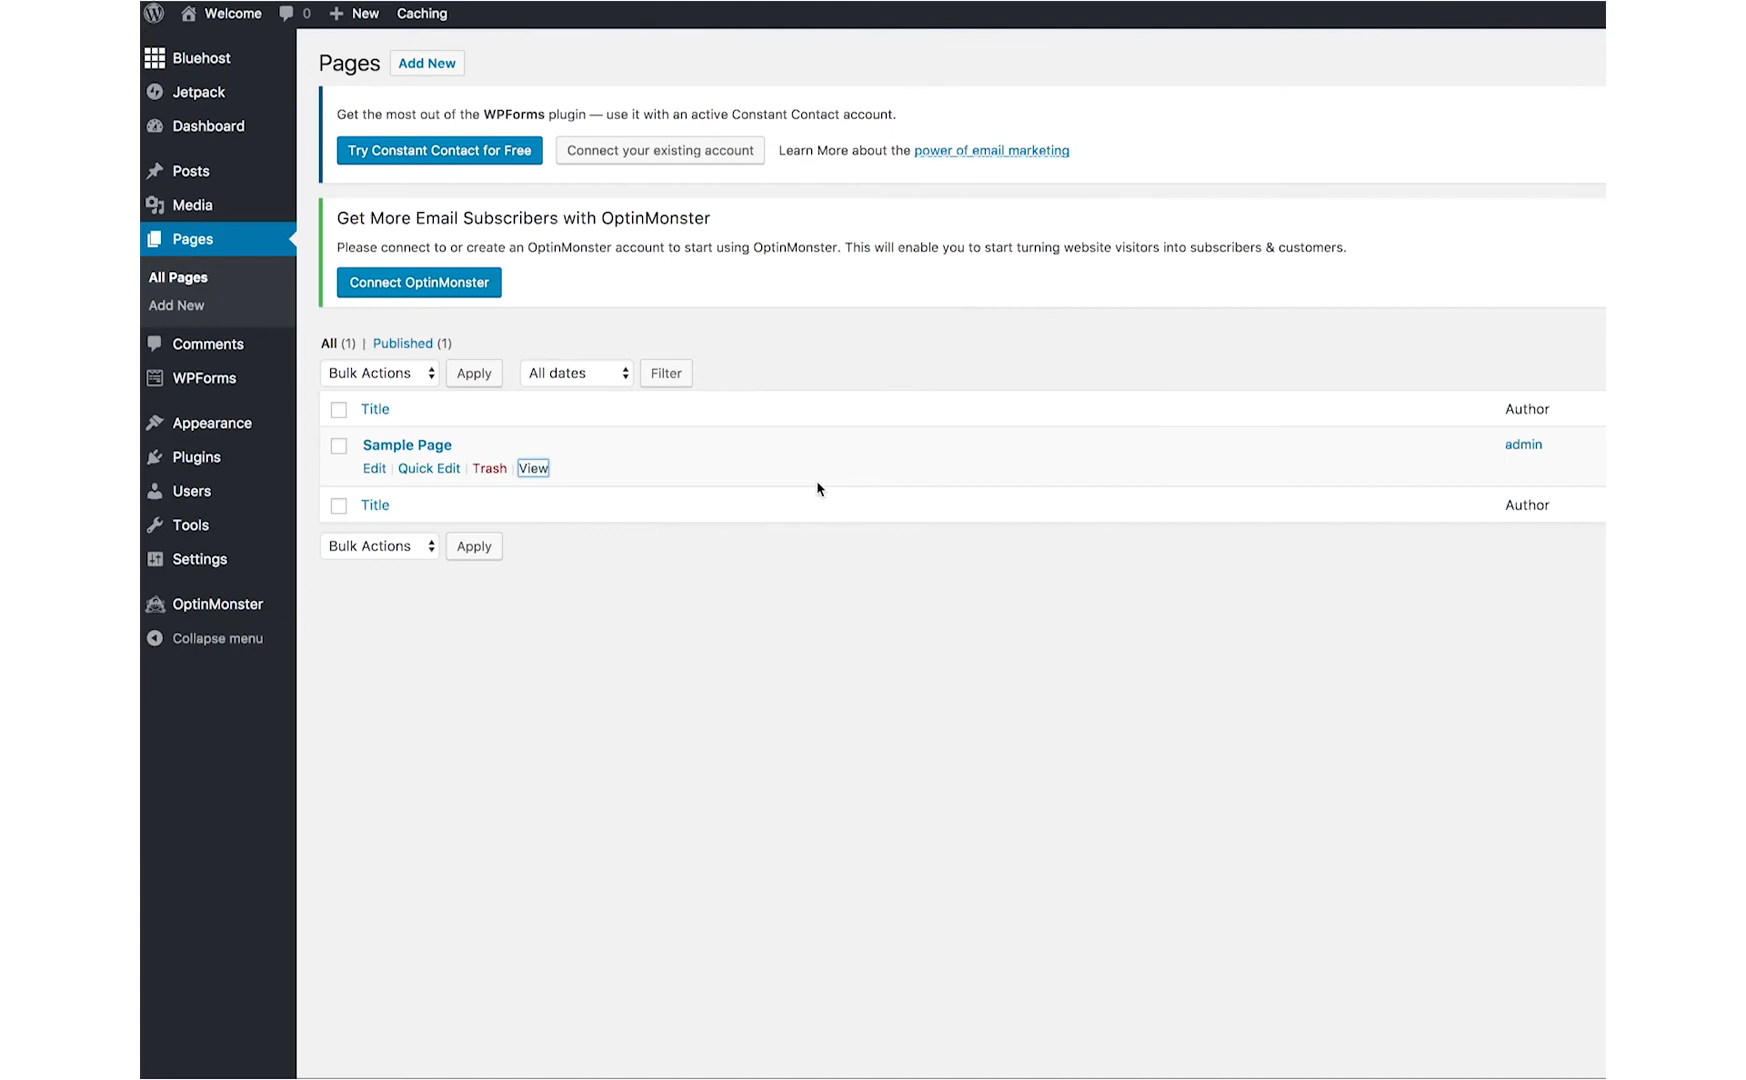 Welcome 0 New Caching
Bluehost
Jetpack
Dashboard
Posts
Media
Pages
All Pages
Add New
Comments
WPForms
Appearance
Plugins
Users
Tools
Settings
OptinMonster
Collapse menu
Pages Add New
Get the most out of the WPForms plugin — use it with an active Constant Contact account.
Try Constant Contact for Free Connect your existing account Learn More about the power of email marketing
Get More Email Subscribers with OptinMonster
Please connect to or create an OptinMonster account to start using OptinMonster. This will enable you to start turning website visitors into subscribers & customers.
Connect OptinMonster
All (1) | Published (1)
Bulk Actions Apply All dates Filter
Title Author
Sample Page admin
Edit | Quick Edit | Trash | View
Title Author
Bulk Actions Apply